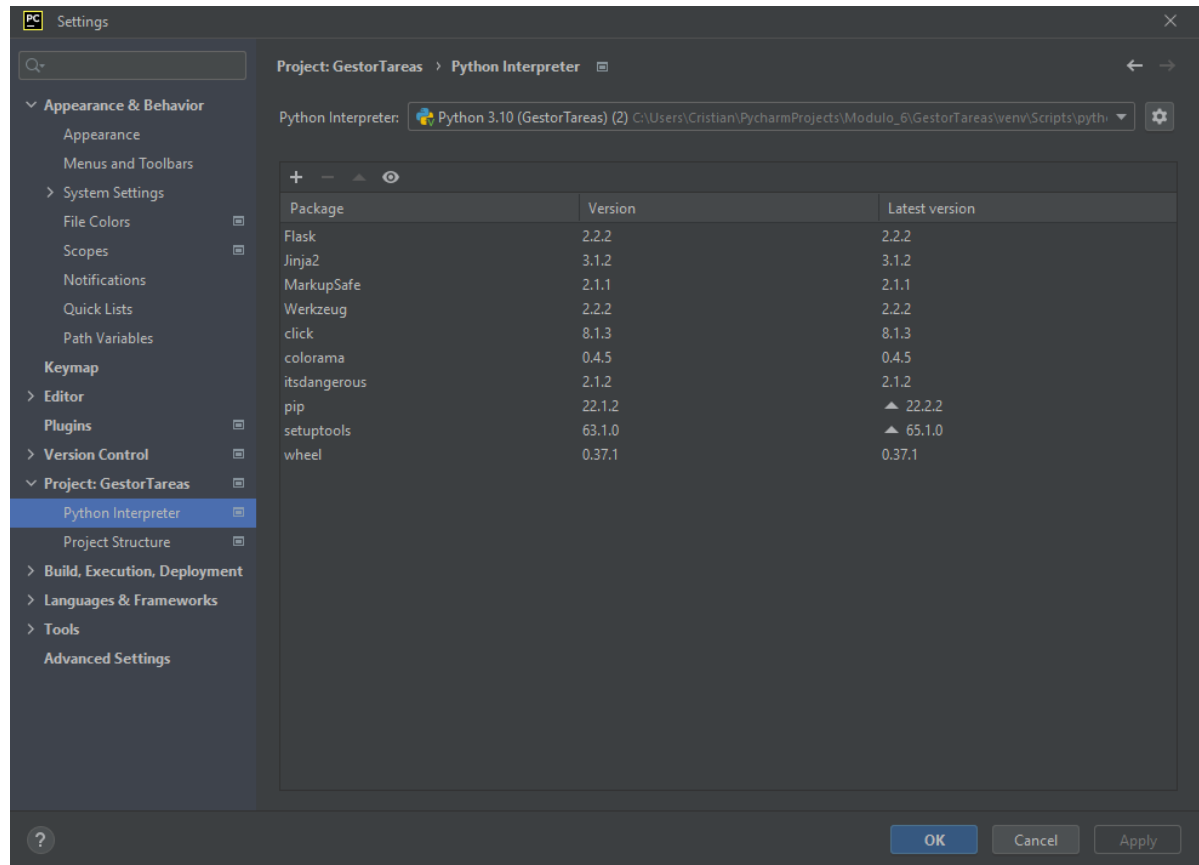 PC Settings
Project: GestorTareas > Python Interpreter
Python Interpreter: Python 3.10 (GestorTareas) (2) C:\Users\Cristian\PycharmProjects\Modulo_6\GestorTareas\venv\Scripts\pyth
Appearance & Behavior
Appearance
Menus and Toolbars
System Settings
File Colors
Scopes
Notifications
Quick Lists
Path Variables
Keymap
Editor
Plugins
Version Control
Project: GestorTareas
Python Interpreter
Project Structure
Build, Execution, Deployment
Languages & Frameworks
Tools
Advanced Settings
Package Version Latest version
Flask 2.2.2 2.2.2
Jinja2 3.1.2 3.1.2
MarkupSafe 2.1.1 2.1.1
Werkzeug 2.2.2 2.2.2
click 8.1.3 8.1.3
colorama 0.4.5 0.4.5
itsdangerous 2.1.2 2.1.2
pip 22.1.2 22.2.2
setuptools 63.1.0 65.1.0
wheel 0.37.1 0.37.1
? OK Cancel Apply